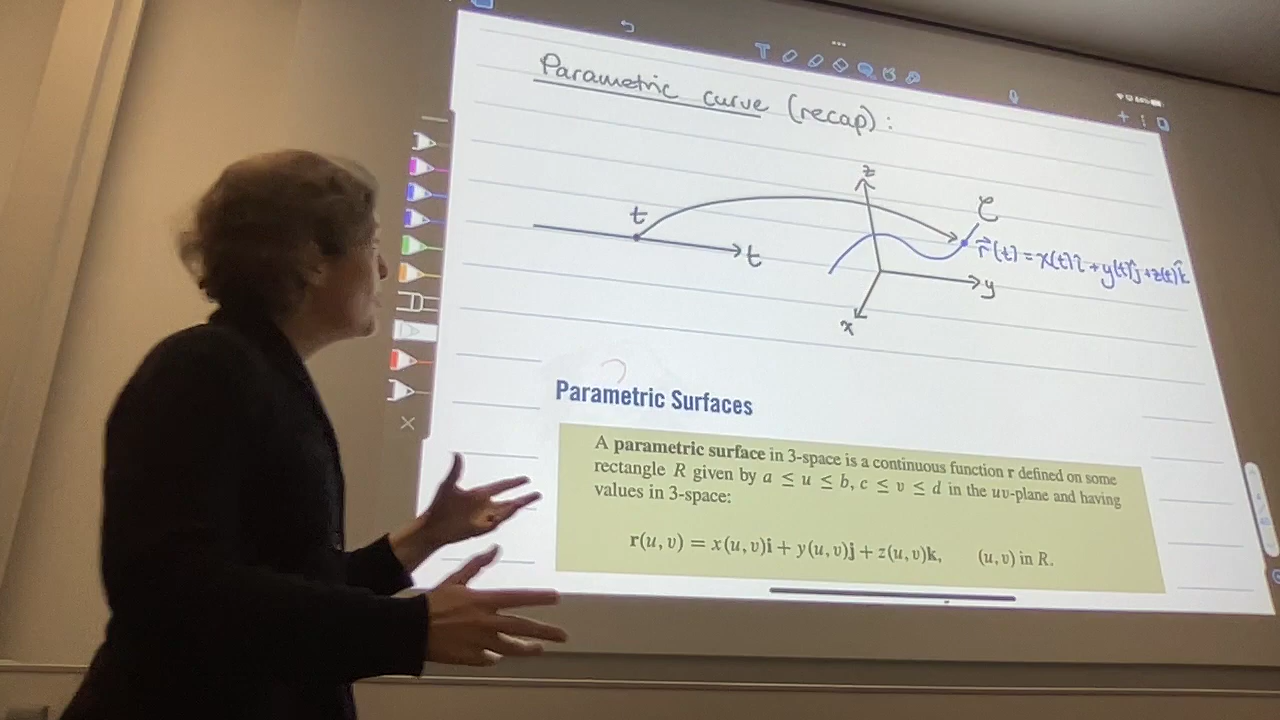 Parametric curve (recap):
z
t
C
t
r⃗(t) = x(t)î + y(t)ĵ + z(t)k̂
y
x
Parametric Surfaces
A parametric surface in 3-space is a continuous function r defined on some
rectangle R given by a ≤ u ≤ b, c ≤ v ≤ d in the uv-plane and having
values in 3-space:
r(u, v) = x(u, v)i + y(u, v)j + z(u, v)k, (u, v) in R.